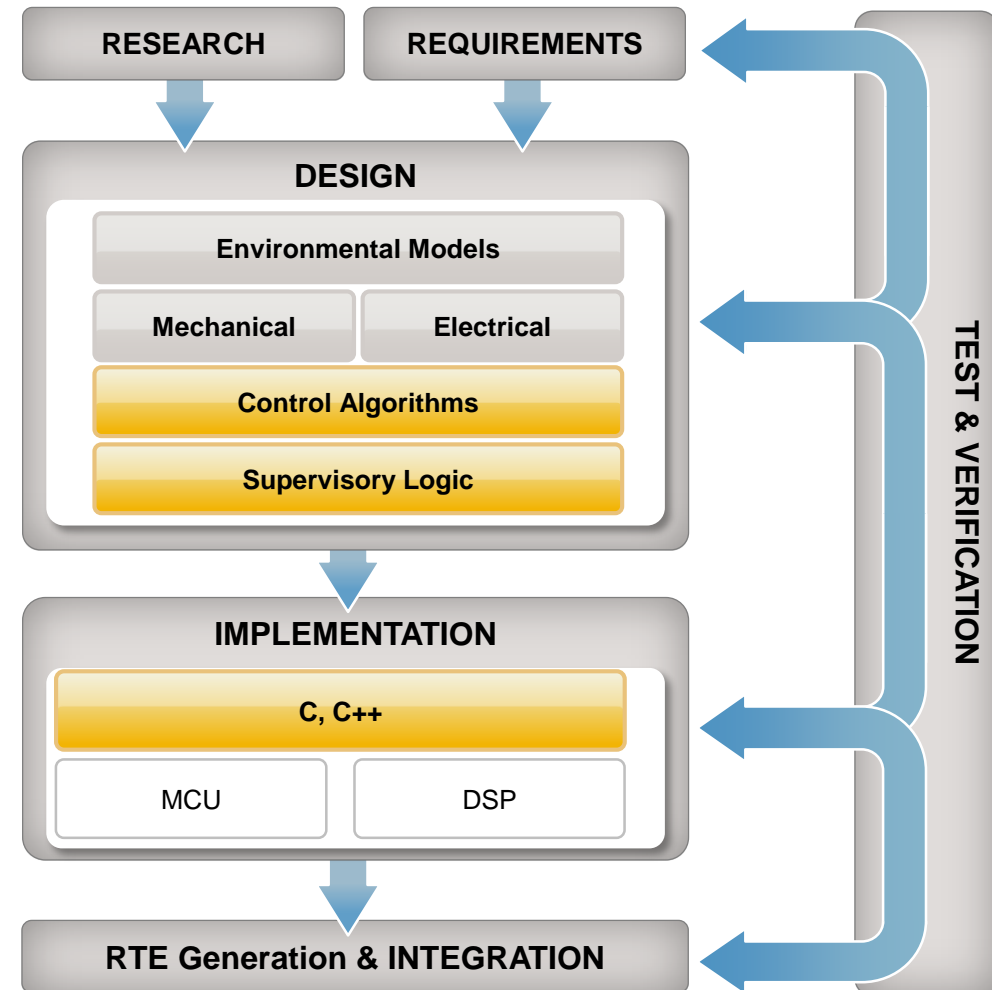 RESEARCH
REQUIREMENTS
DESIGN
Environmental Models
Mechanical
Electrical
Control Algorithms
Supervisory Logic
IMPLEMENTATION
C, C++
MCU
DSP
RTE Generation & INTEGRATION
TEST & VERIFICATION